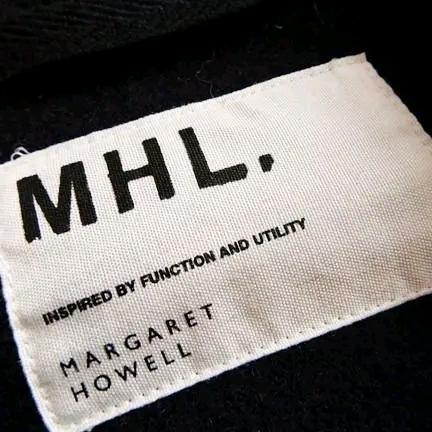 MHL.
INSPIRED BY FUNCTION AND UTILITY
MARGARET
HOWELL